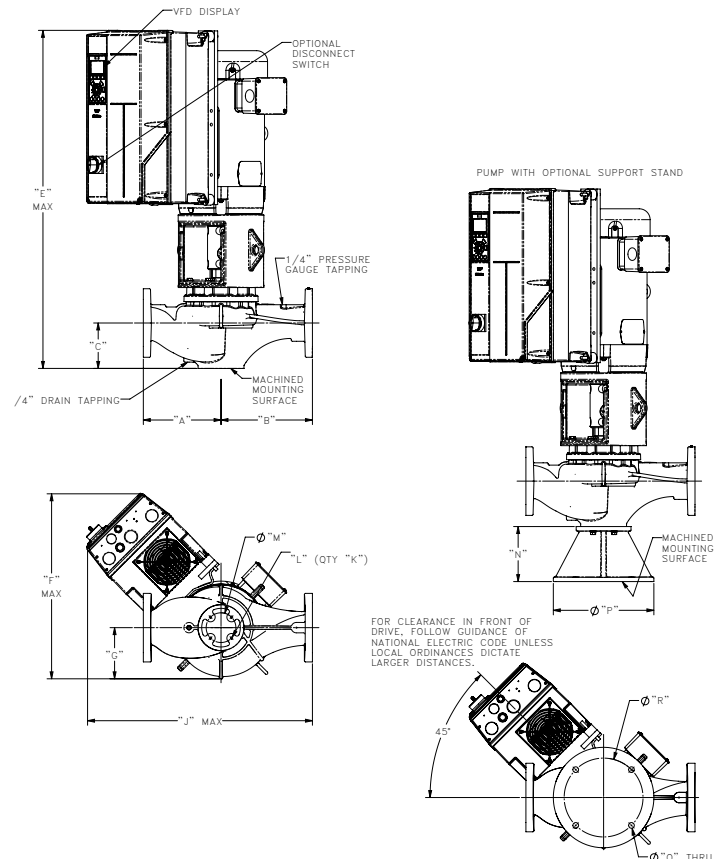 VFD DISPLAY
OPTIONAL
DISCONNECT
SWITCH
"E"
MAX
1/4" PRESSURE
GAUGE TAPPING
"C"
/4" DRAIN TAPPING
MACHINED
MOUNTING
SURFACE
"A"
"B"
PUMP WITH OPTIONAL SUPPORT STAND
"N"
MACHINED
MOUNTING
SURFACE
Ø "P"
"F"
MAX
Ø "M"
"L" (QTY "K")
"G"
"J" MAX
FOR CLEARANCE IN FRONT OF
DRIVE, FOLLOW GUIDANCE OF
NATIONAL ELECTRIC CODE UNLESS
LOCAL ORDINANCES DICTATE
LARGER DISTANCES.
45°
Ø "R"
Ø "O" THRU